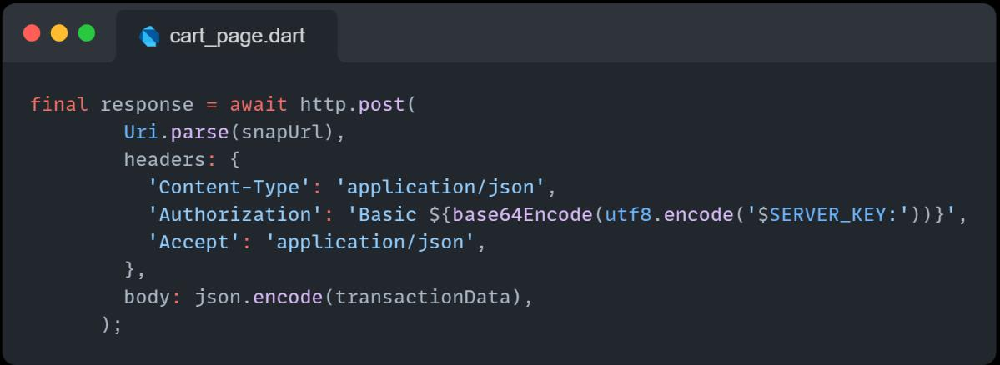 cart_page.dart
final response = await http.post(
        Uri.parse(snapUrl),
        headers: {
          'Content-Type': 'application/json',
          'Authorization': 'Basic ${base64Encode(utf8.encode('$SERVER_KEY:'))}',
          'Accept': 'application/json',
        },
        body: json.encode(transactionData),
      );